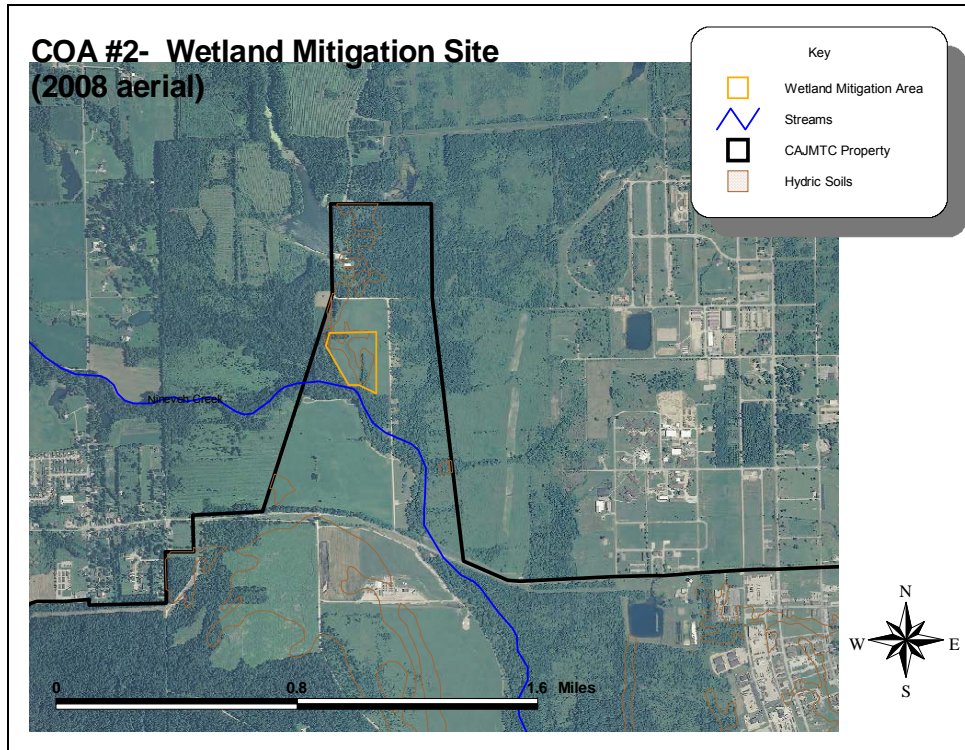 COA #2- Wetland Mitigation Site
(2008 aerial)
Key
Wetland Mitigation Area
Streams
CAJMTC Property
Hydric Soils
Nineveh Creek
N
W E
S
0 0.8 1.6 Miles